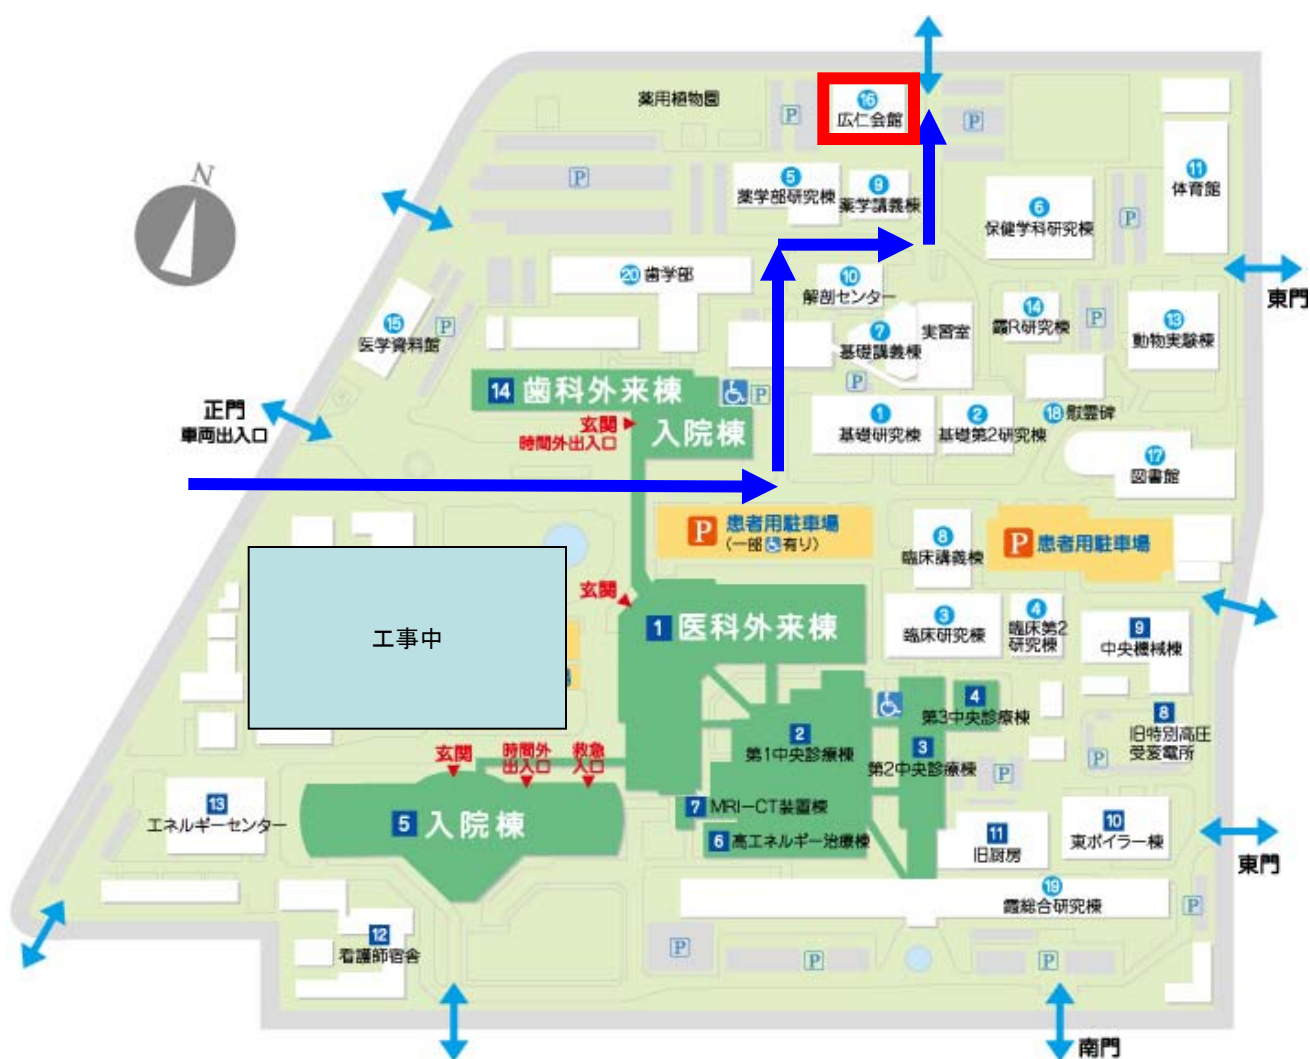 薬用植物園
P
16
広仁会館
P
P
5
薬学部研究棟
9
薬学講義棟
6
保健学科研究棟
P
11
体育館
N
20 歯学部
10
解剖センター
東門
15
医学資料館
P
7
基礎講義棟
実習室
14
霞R研究棟
P
13
動物実験棟
14 歯科外来棟
P
P
正門
車両出入口
玄関
時間外出入口
入院棟
1
基礎研究棟
2
基礎第2研究棟
18 慰霊碑
17
図書館
P 患者用駐車場
(一部 有り)
8
臨床講義棟
P 患者用駐車場
玄関
1 医科外来棟
3
臨床研究棟
4
臨床第2
研究棟
9
中央機械棟
工事中
4
第3中央診療棟
8
旧特別高圧
受変電所
2
第1中央診療棟
3
第2中央診療棟
P
P
玄関
時間外
出入口
救急
入口
13
エネルギーセンター
5 入院棟
7 MRI-CT装置棟
6 高エネルギー治療棟
11
旧厨房
10
東ボイラー棟
東門
19
霞総合研究棟
P
12
看護師宿舎
P
P
P
南門